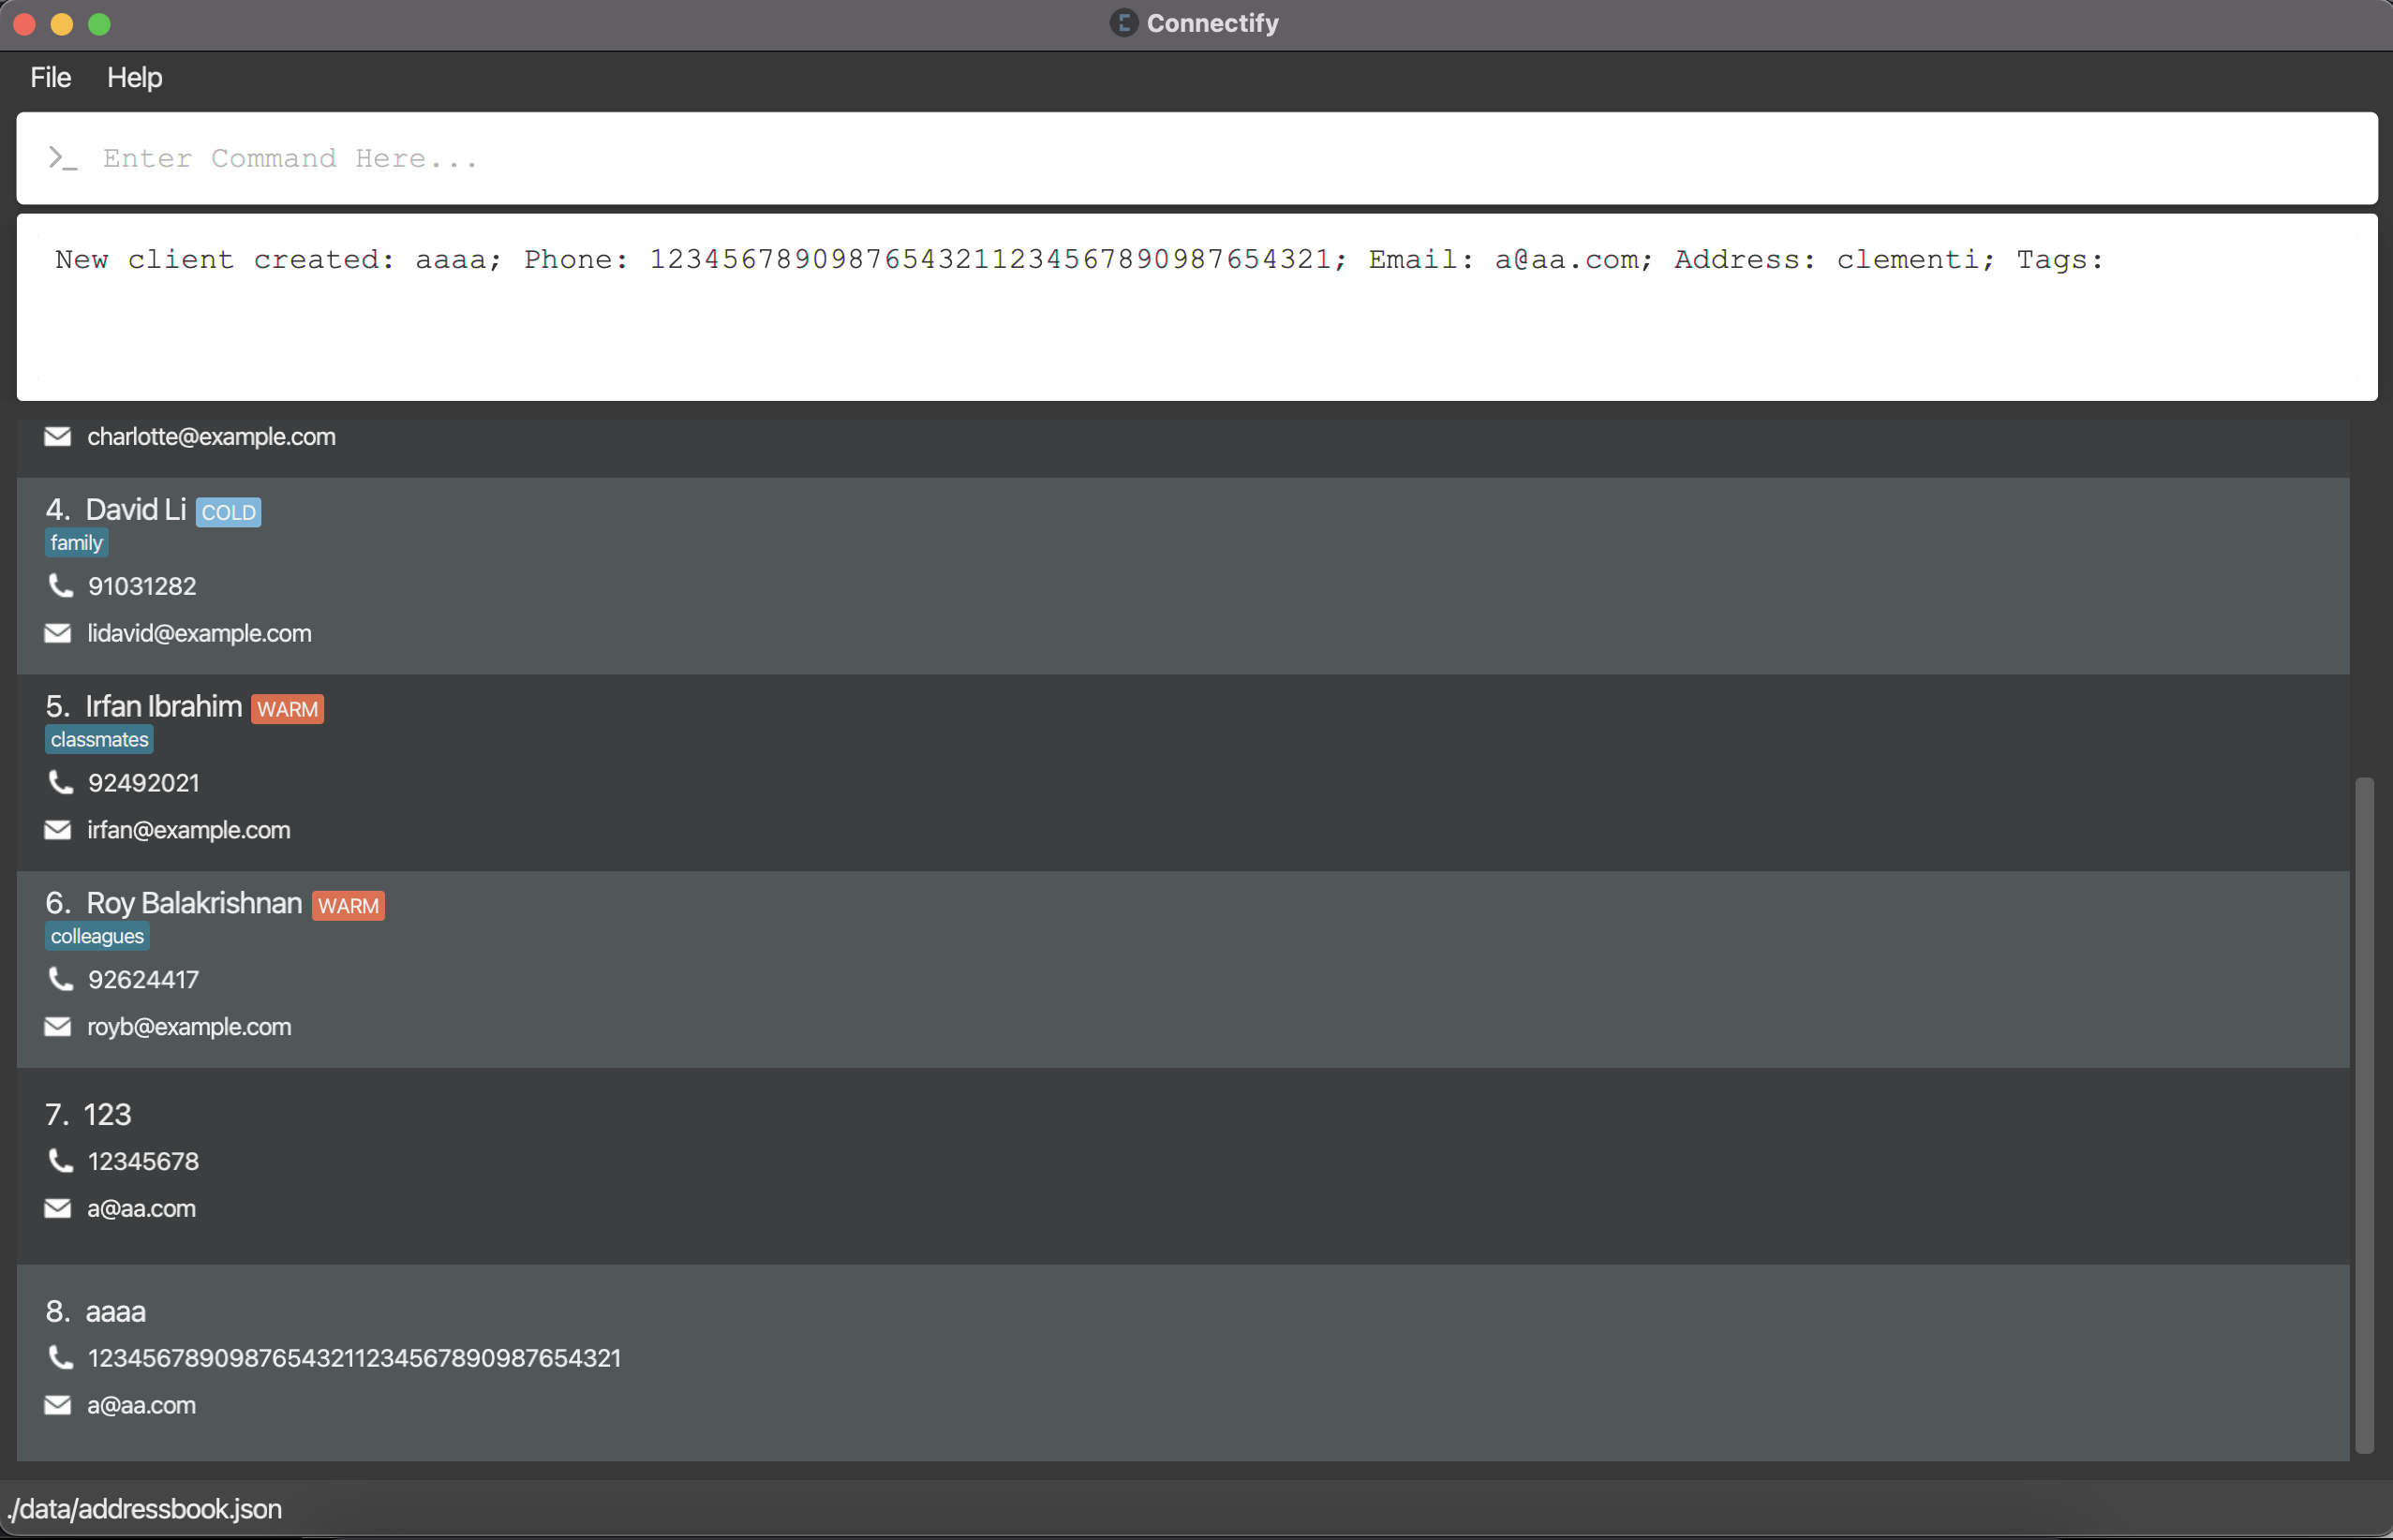 Connectify
File Help
>_ Enter Command Here...
New client created: aaaa; Phone: 12345678909876543211234567890987654321; Email: a@aa.com; Address: clementi; Tags:
charlotte@example.com
4. David Li COLD
family
91031282
lidavid@example.com
5. Irfan Ibrahim WARM
classmates
92492021
irfan@example.com
6. Roy Balakrishnan WARM
colleagues
92624417
royb@example.com
7. 123
12345678
a@aa.com
8. aaaa
12345678909876543211234567890987654321
a@aa.com
./data/addressbook.json